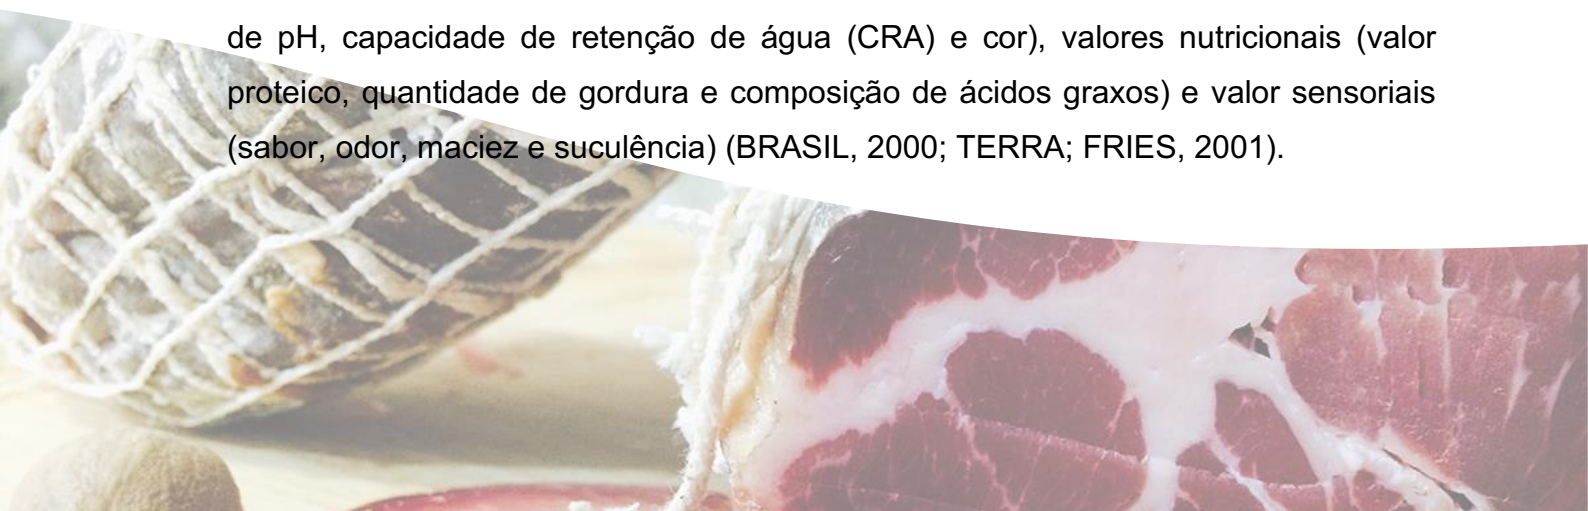 de pH, capacidade de retenção de água (CRA) e cor), valores nutricionais (valor
proteico, quantidade de gordura e composição de ácidos graxos) e valor sensoriais
(sabor, odor, maciez e suculência) (BRASIL, 2000; TERRA; FRIES, 2001).